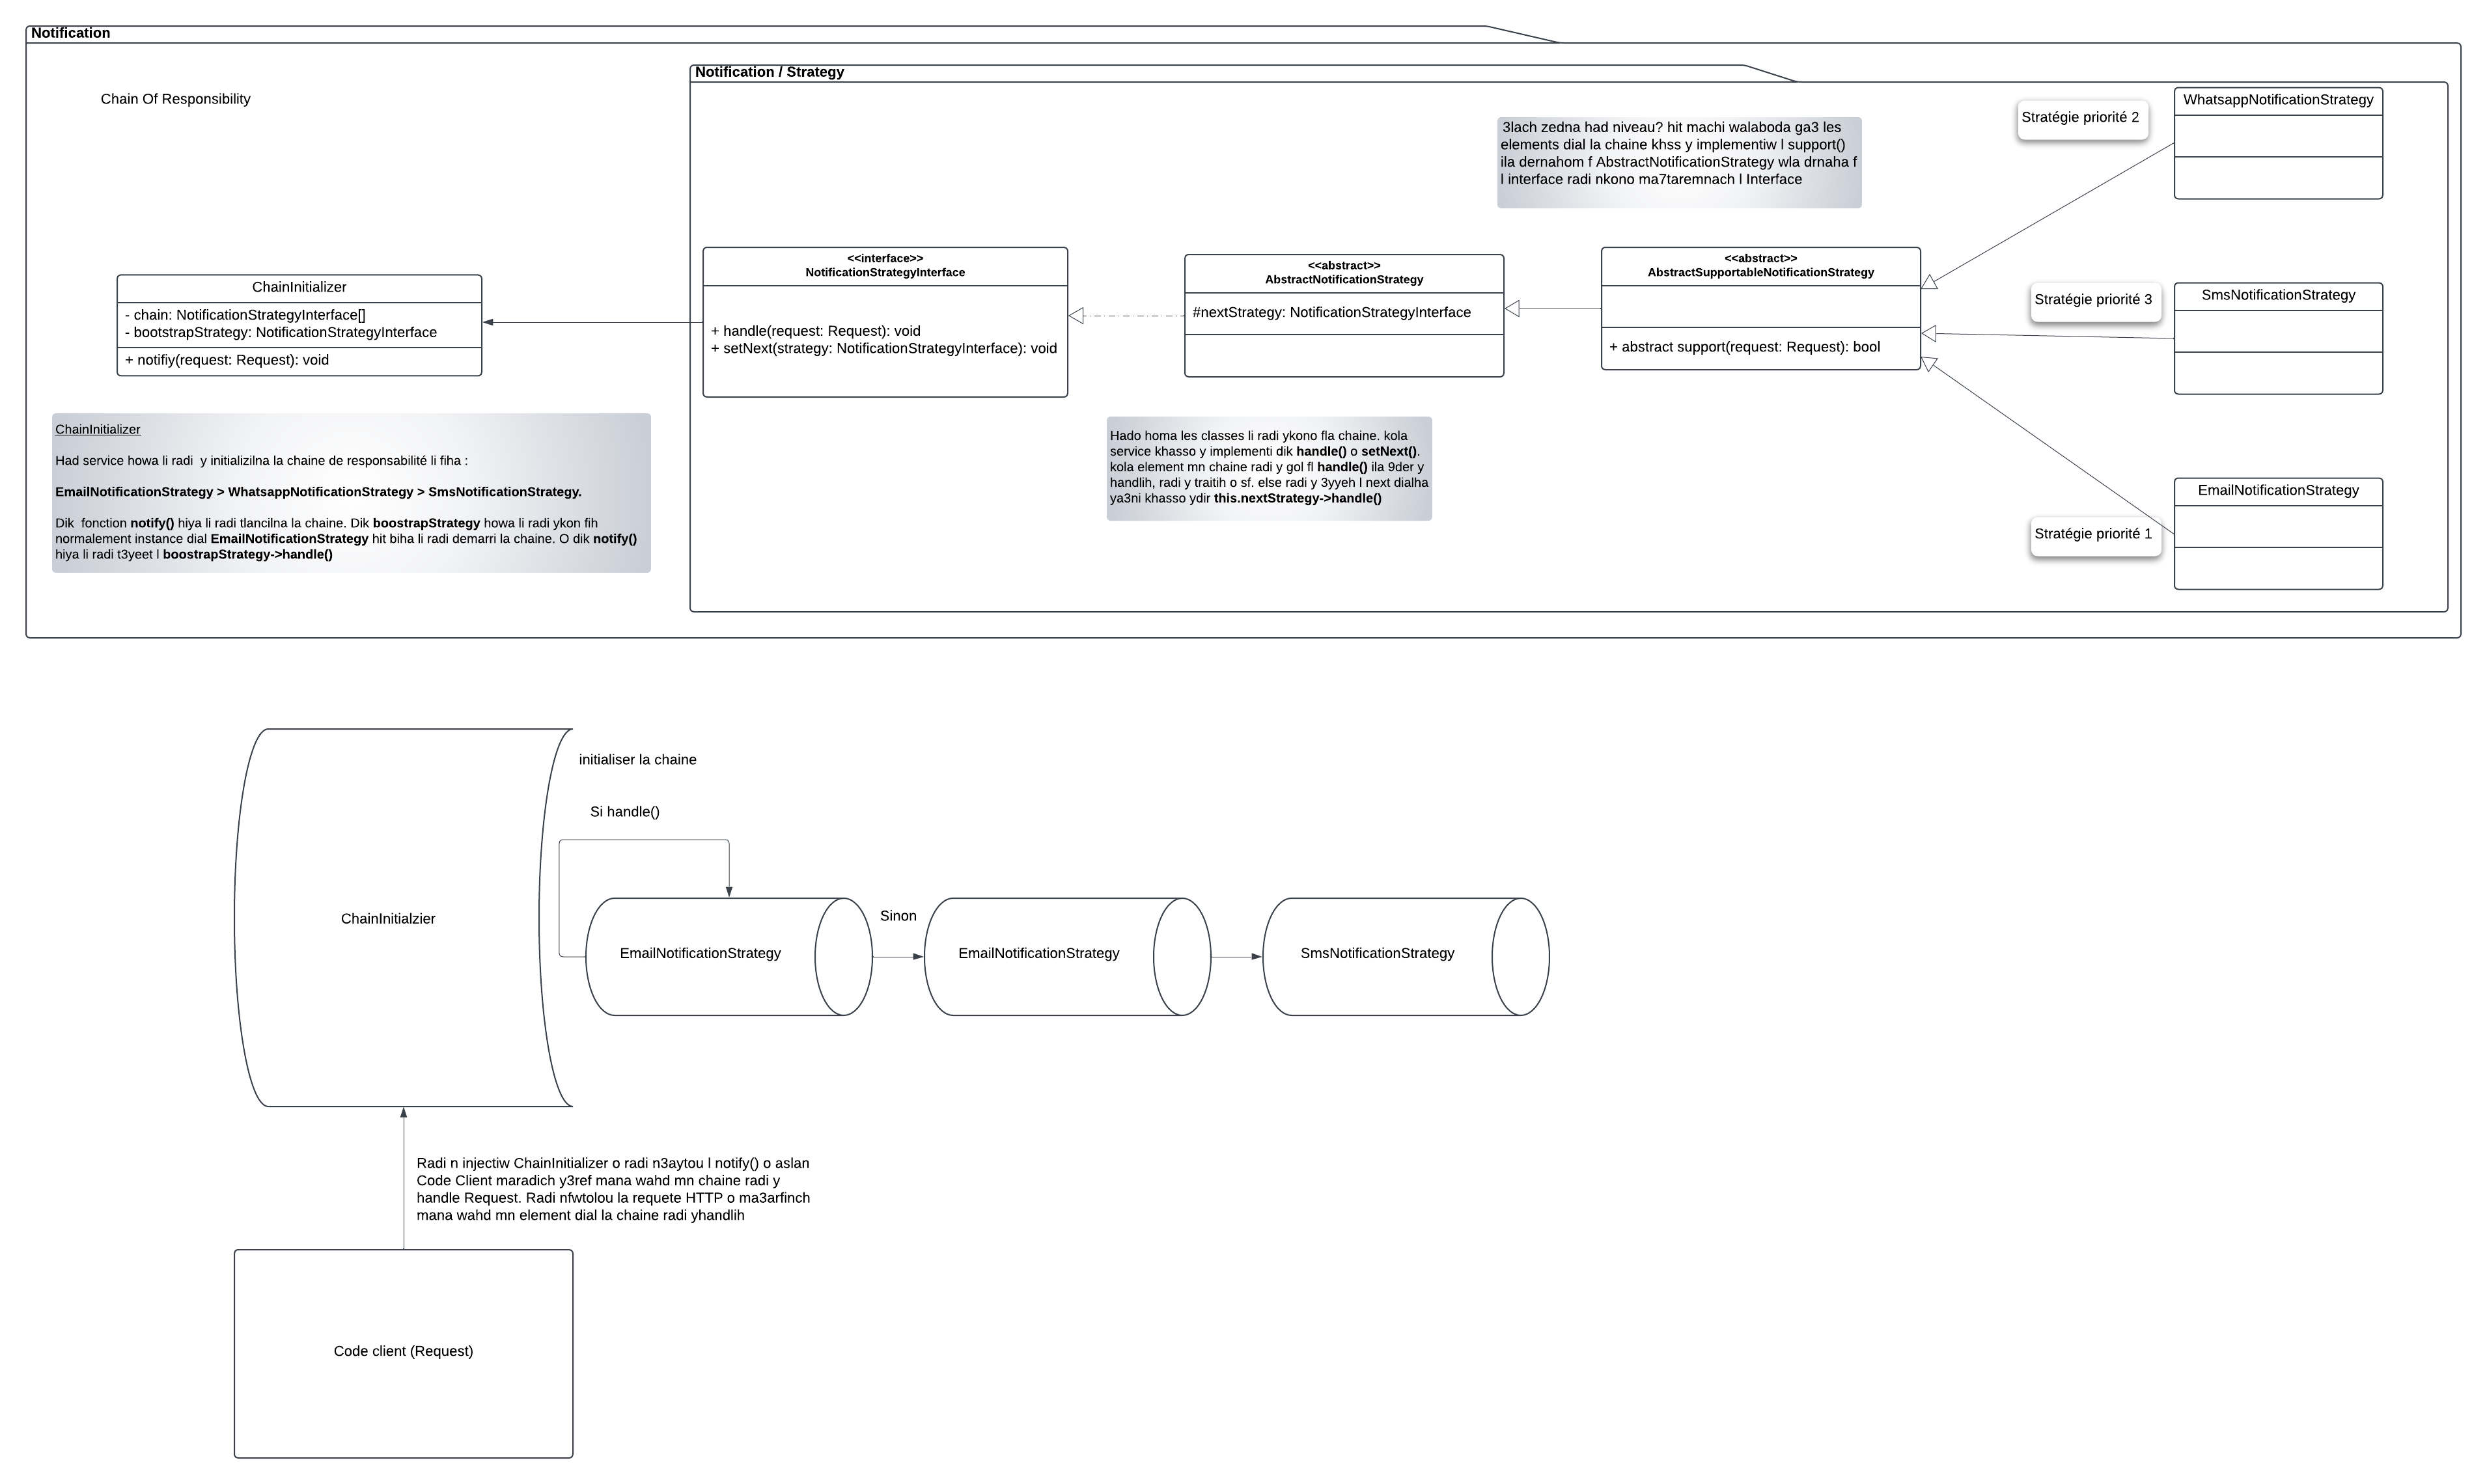 Notification
Notification / Strategy
Chain Of Responsibility
3lach zedna had niveau? hit machi walaboda ga3 les
elements dial la chaine khss y implementiw l support()
ila dernahom f AbstractNotificationStrategy wla drnaha f
l interface radi nkono ma7taremnach l Interface
Stratégie priorité 2
WhatsappNotificationStrategy
ChainInitializer
- chain: NotificationStrategyInterface[]
- bootstrapStrategy: NotificationStrategyInterface
+ notifiy(request: Request): void
<<interface>>
NotificationStrategyInterface
+ handle(request: Request): void
+ setNext(strategy: NotificationStrategyInterface): void
<<abstract>>
AbstractNotificationStrategy
#nextStrategy: NotificationStrategyInterface
<<abstract>>
AbstractSupportableNotificationStrategy
+ abstract support(request: Request): bool
Stratégie priorité 3
SmsNotificationStrategy
ChainInitializer
Had service howa li radi  y initializilna la chaine de responsabilité li fiha :
EmailNotificationStrategy > WhatsappNotificationStrategy > SmsNotificationStrategy.
Dik  fonction notify() hiya li radi tlancilna la chaine. Dik boostrapStrategy howa li radi ykon fih
normalement instance dial EmailNotificationStrategy hit biha li radi demarri la chaine. O dik notify()
hiya li radi t3yeet l boostrapStrategy->handle()
Hado homa les classes li radi ykono fla chaine. kola
service khasso y implementi dik handle() o setNext().
kola element mn chaine radi y gol fl handle() ila 9der y
handlih, radi y traitih o sf. else radi y 3yyeh l next dialha
ya3ni khasso ydir this.nextStrategy->handle()
EmailNotificationStrategy
Stratégie priorité 1
initialiser la chaine
Si handle()
ChainInitialzier
EmailNotificationStrategy
Sinon
EmailNotificationStrategy
SmsNotificationStrategy
Radi n injectiw ChainInitializer o radi n3aytou l notify() o aslan
Code Client maradich y3ref mana wahd mn chaine radi y
handle Request. Radi nfwtolou la requete HTTP o ma3arfinch
mana wahd mn element dial la chaine radi yhandlih
Code client (Request)